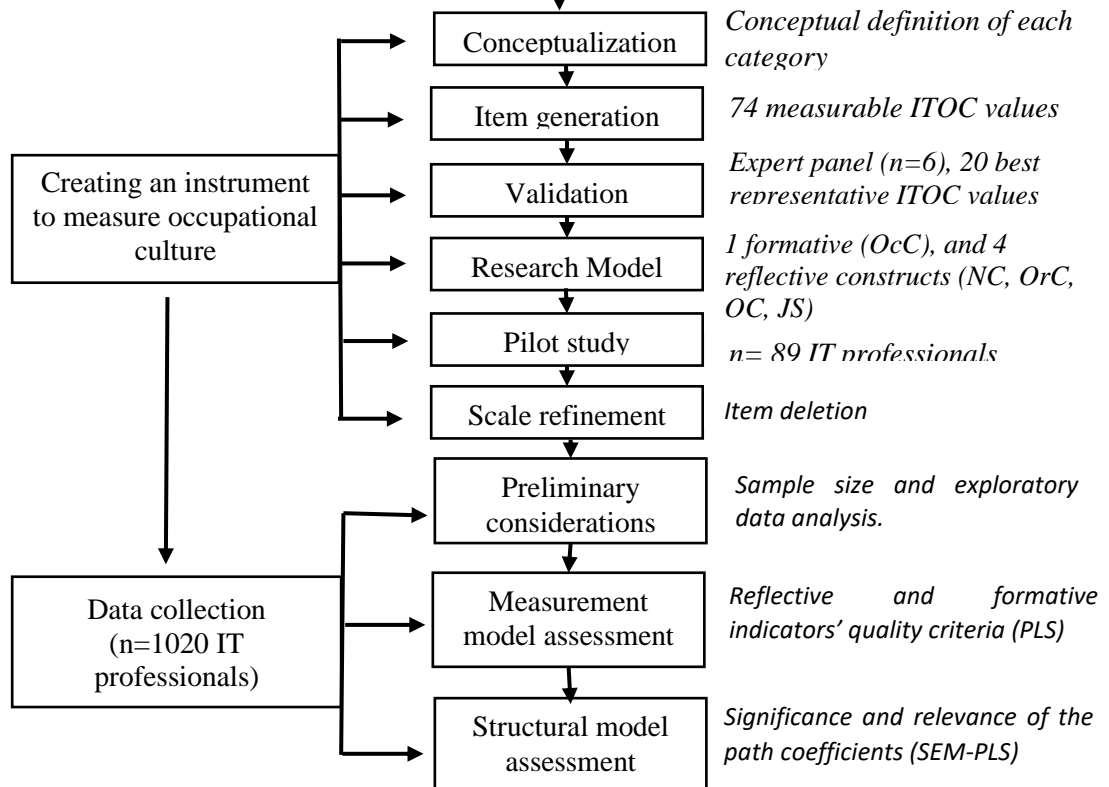 Conceptualization
Conceptual definition of each
category
Item generation
74 measurable ITOC values
Creating an instrument
to measure occupational
culture
Validation
Expert panel (n=6), 20 best
representative ITOC values
Research Model
1 formative (OcC), and 4
reflective constructs (NC, OrC,
OC, JS)
Pilot study
n= 89 IT professionals
Scale refinement
Item deletion
Preliminary
considerations
Sample size and exploratory
data analysis.
Data collection
(n=1020 IT
professionals)
Measurement
model assessment
Reflective and formative
indicators’ quality criteria (PLS)
Structural model
assessment
Significance and relevance of the
path coefficients (SEM-PLS)